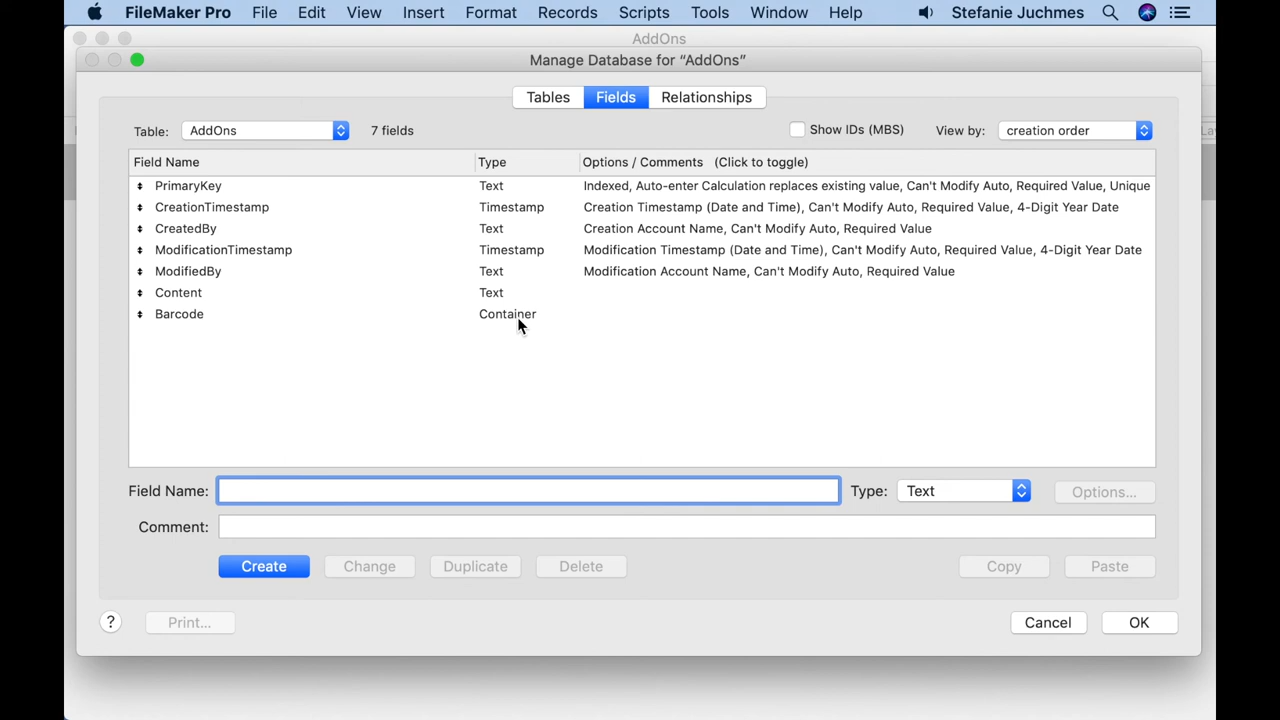 FileMaker Pro File Edit View Insert Format Records Scripts Tools Window Help Stefanie Juchmes
AddOns
Manage Database for “AddOns”
Tables Fields Relationships
Table: AddOns 7 fields Show IDs (MBS) View by: creation order
Field Name Type Options / Comments (Click to toggle)
PrimaryKey Text Indexed, Auto-enter Calculation replaces existing value, Can't Modify Auto, Required Value, Unique
CreationTimestamp Timestamp Creation Timestamp (Date and Time), Can't Modify Auto, Required Value, 4-Digit Year Date
CreatedBy Text Creation Account Name, Can't Modify Auto, Required Value
ModificationTimestamp Timestamp Modification Timestamp (Date and Time), Can't Modify Auto, Required Value, 4-Digit Year Date
ModifiedBy Text Modification Account Name, Can't Modify Auto, Required Value
Content Text
Barcode Container
Field Name: Type: Text Options...
Comment:
Create Change Duplicate Delete Copy Paste
? Print... Cancel OK